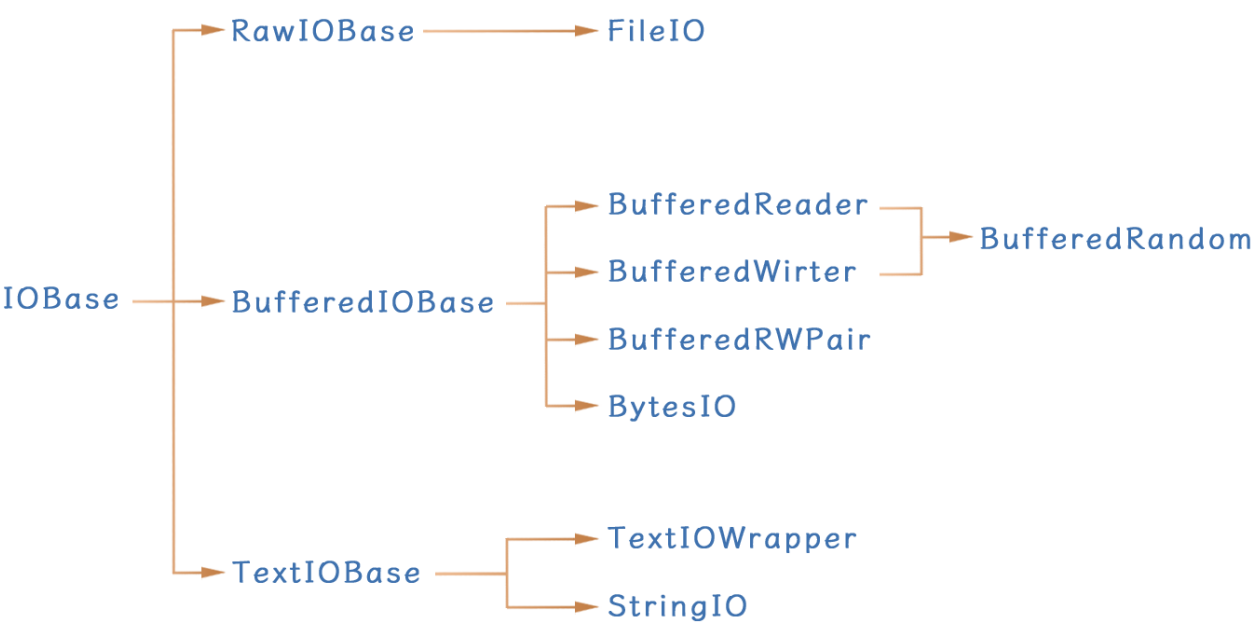 RawIOBase
FileIO
BufferedReader
BufferedRandom
BufferedWirter
IOBase
BufferedIOBase
BufferedRWPair
BytesIO
TextIOWrapper
TextIOBase
StringIO